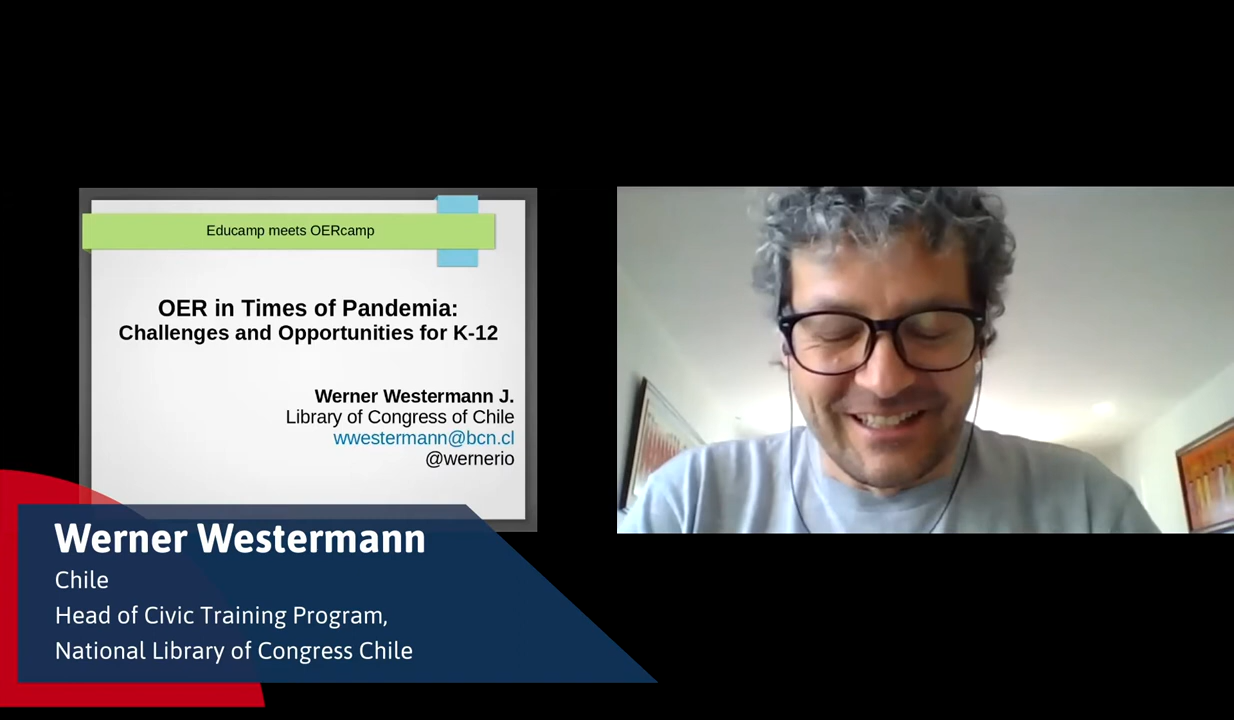 Educamp meets OERcamp
OER in Times of Pandemia:
Challenges and Opportunities for K-12
Werner Westermann J.
Library of Congress of Chile
wwestermann@bcn.cl
@wernerio
Werner Westermann
Chile
Head of Civic Training Program,
National Library of Congress Chile